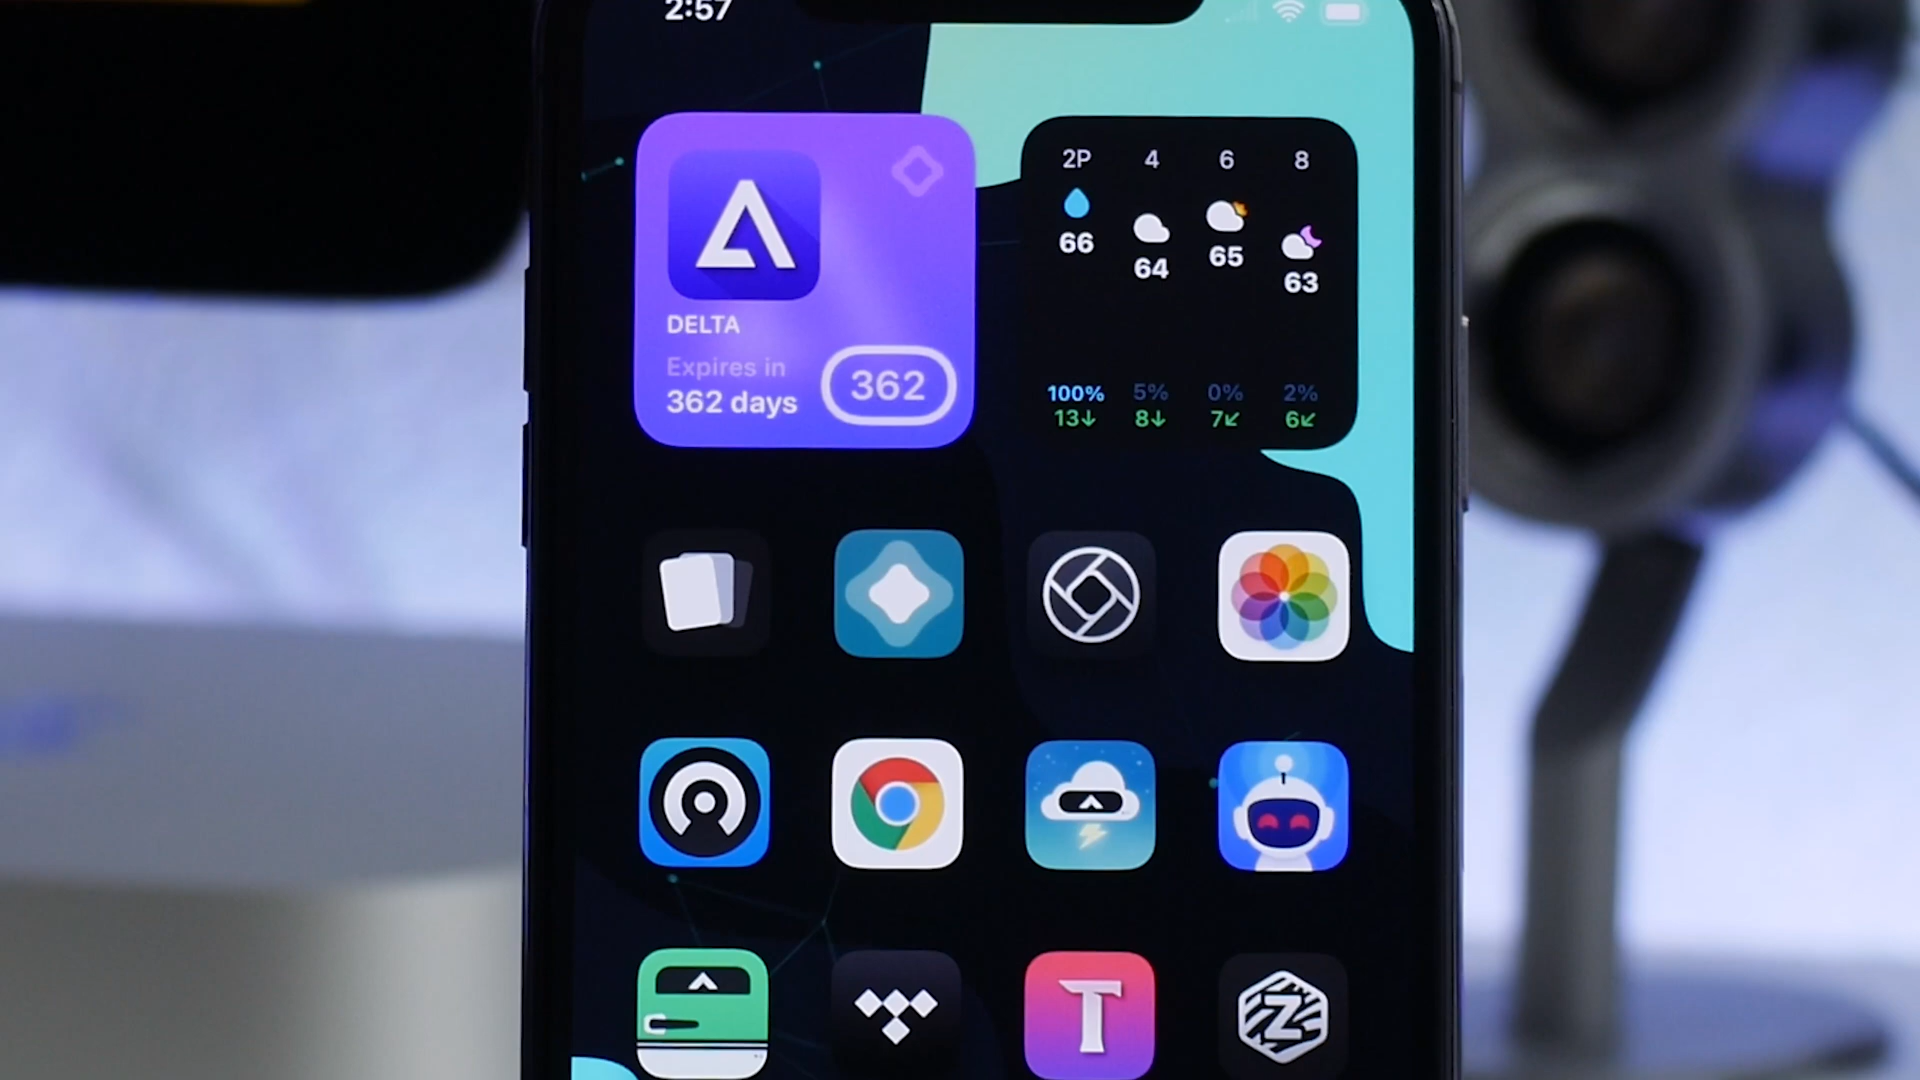 2:57
DELTA
Expires in
362 days
362
2P 4 6 8
66 64 65 63
100% 5% 0% 2%
13↓ 8↓ 7↙ 6↙
T
Z